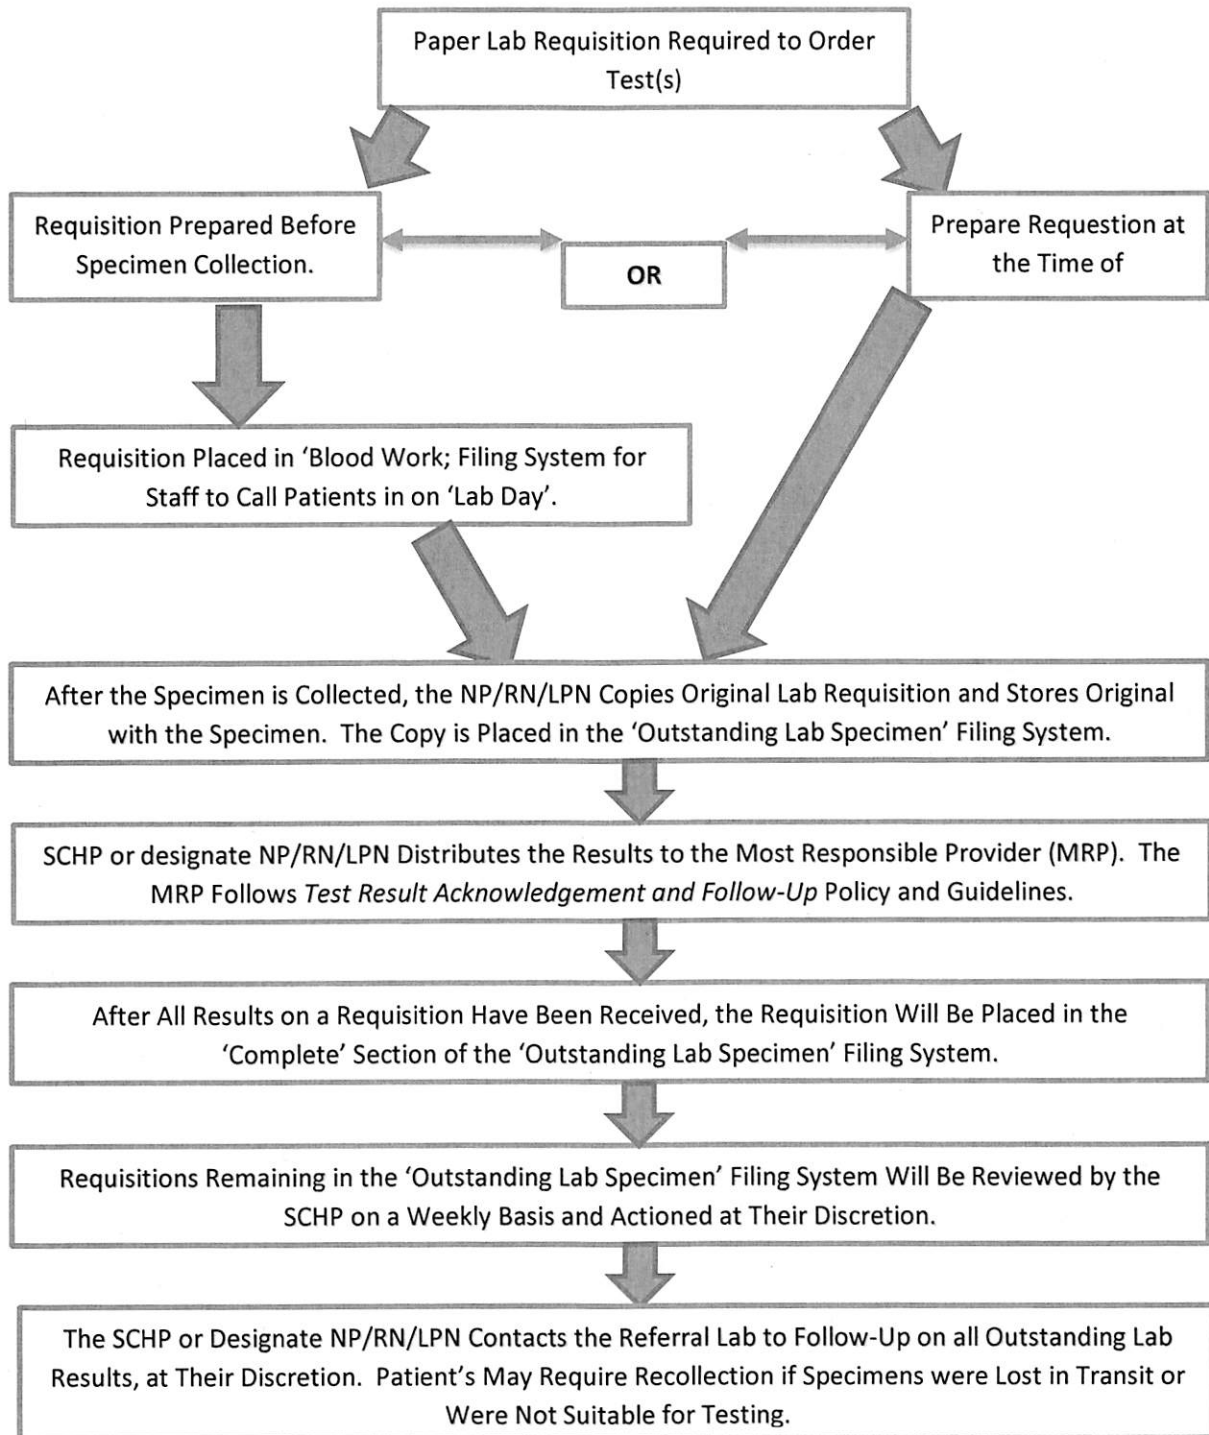 Paper Lab Requisition Required to Order
Test(s)
Requisition Prepared Before
Specimen Collection.
OR
Prepare Requestion at
the Time of
Requisition Placed in ‘Blood Work; Filing System for
Staff to Call Patients in on ‘Lab Day’.
After the Specimen is Collected, the NP/RN/LPN Copies Original Lab Requisition and Stores Original
with the Specimen. The Copy is Placed in the ‘Outstanding Lab Specimen’ Filing System.
SCHP or designate NP/RN/LPN Distributes the Results to the Most Responsible Provider (MRP). The
MRP Follows Test Result Acknowledgement and Follow-Up Policy and Guidelines.
After All Results on a Requisition Have Been Received, the Requisition Will Be Placed in the
‘Complete’ Section of the ‘Outstanding Lab Specimen’ Filing System.
Requisitions Remaining in the ‘Outstanding Lab Specimen’ Filing System Will Be Reviewed by the
SCHP on a Weekly Basis and Actioned at Their Discretion.
The SCHP or Designate NP/RN/LPN Contacts the Referral Lab to Follow-Up on all Outstanding Lab
Results, at Their Discretion. Patient’s May Require Recollection if Specimens were Lost in Transit or
Were Not Suitable for Testing.